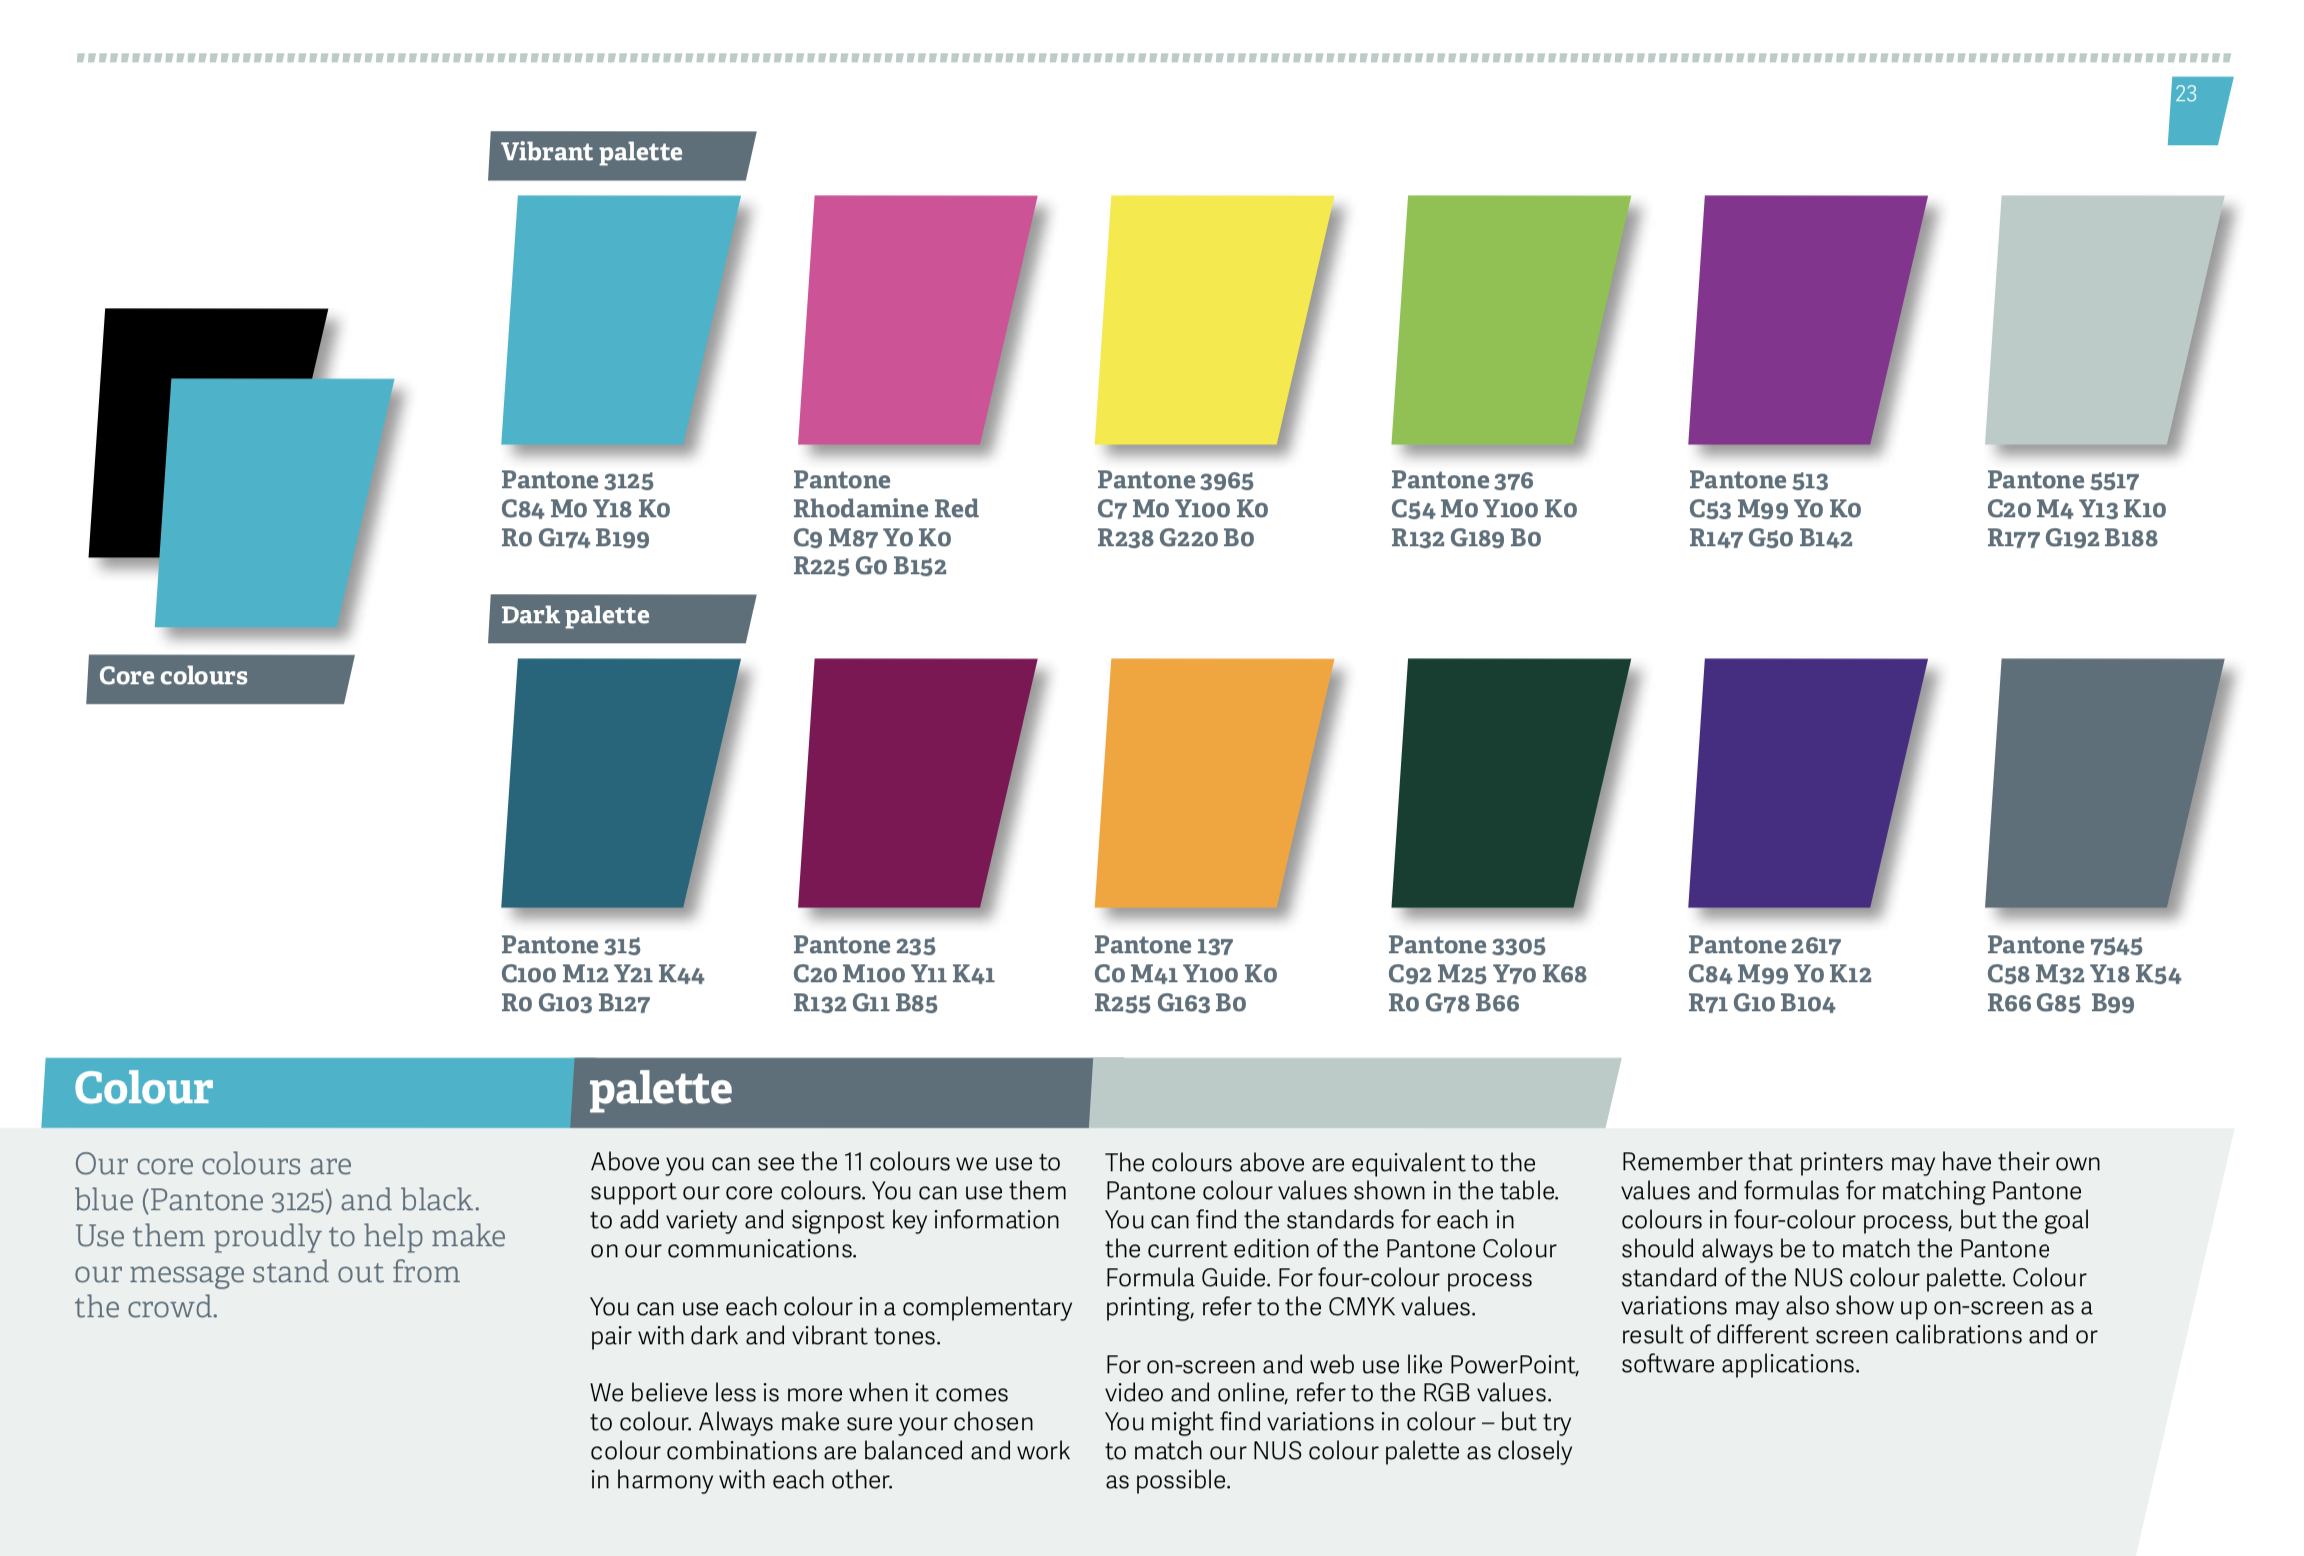 23
Vibrant palette
Pantone 3125
C84 M0 Y18 K0
R0 G174 B199
Pantone
Rhodamine Red
C9 M87 Y0 K0
R225 G0 B152
Pantone 3965
C7 M0 Y100 K0
R238 G220 B0
Pantone 376
C54 M0 Y100 K0
R132 G189 B0
Pantone 513
C53 M99 Y0 K0
R147 G50 B142
Pantone 5517
C20 M4 Y13 K10
R177 G192 B188
Core colours
Dark palette
Pantone 315
C100 M12 Y21 K44
R0 G103 B127
Pantone 235
C20 M100 Y11 K41
R132 G11 B85
Pantone 137
C0 M41 Y100 K0
R255 G163 B0
Pantone 3305
C92 M25 Y70 K68
R0 G78 B66
Pantone 2617
C84 M99 Y0 K12
R71 G10 B104
Pantone 7545
C58 M32 Y18 K54
R66 G85 B99
Colour palette
Our core colours are
blue (Pantone 3125) and black.
Use them proudly to help make
our message stand out from
the crowd.
Above you can see the 11 colours we use to
support our core colours. You can use them
to add variety and signpost key information
on our communications.
You can use each colour in a complementary
pair with dark and vibrant tones.
We believe less is more when it comes
to colour. Always make sure your chosen
colour combinations are balanced and work
in harmony with each other.
The colours above are equivalent to the
Pantone colour values shown in the table.
You can find the standards for each in
the current edition of the Pantone Colour
Formula Guide. For four-colour process
printing, refer to the CMYK values.
For on-screen and web use like PowerPoint,
video and online, refer to the RGB values.
You might find variations in colour – but try
to match our NUS colour palette as closely
as possible.
Remember that printers may have their own
values and formulas for matching Pantone
colours in four-colour process, but the goal
should always be to match the Pantone
standard of the NUS colour palette. Colour
variations may also show up on-screen as a
result of different screen calibrations and or
software applications.